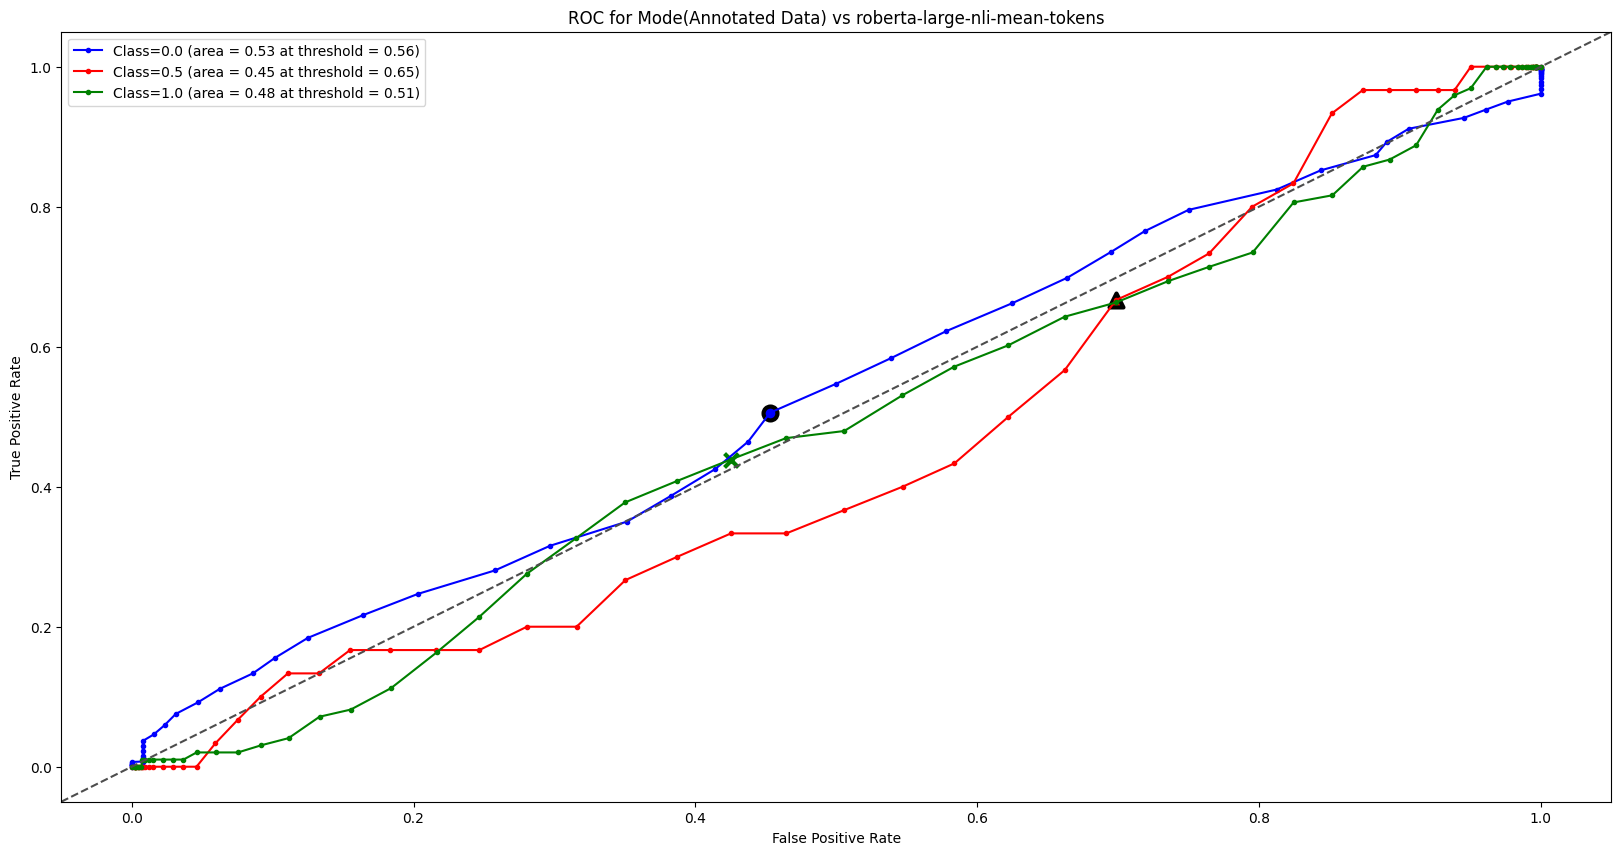 ROC for Mode(Annotated Data) vs roberta-large-nli-mean-tokens
Class=0.0 (area = 0.53 at threshold = 0.56)
Class=0.5 (area = 0.45 at threshold = 0.65)
Class=1.0 (area = 0.48 at threshold = 0.51)
True Positive Rate
1.0
0.8
0.6
0.4
0.2
0.0
0.0 0.2 0.4 0.6 0.8 1.0
False Positive Rate